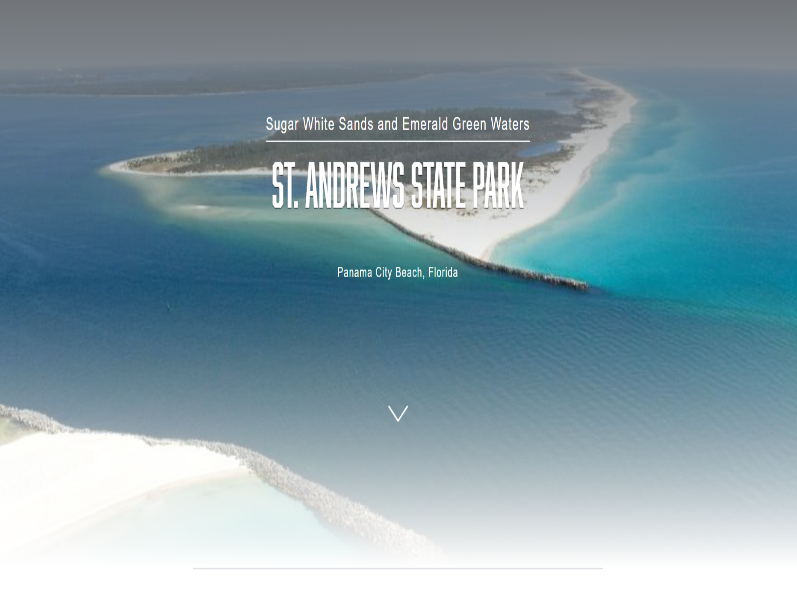 Sugar White Sands and Emerald Green Waters
ST. ANDREWS STATE PARK
Panama City Beach, Florida